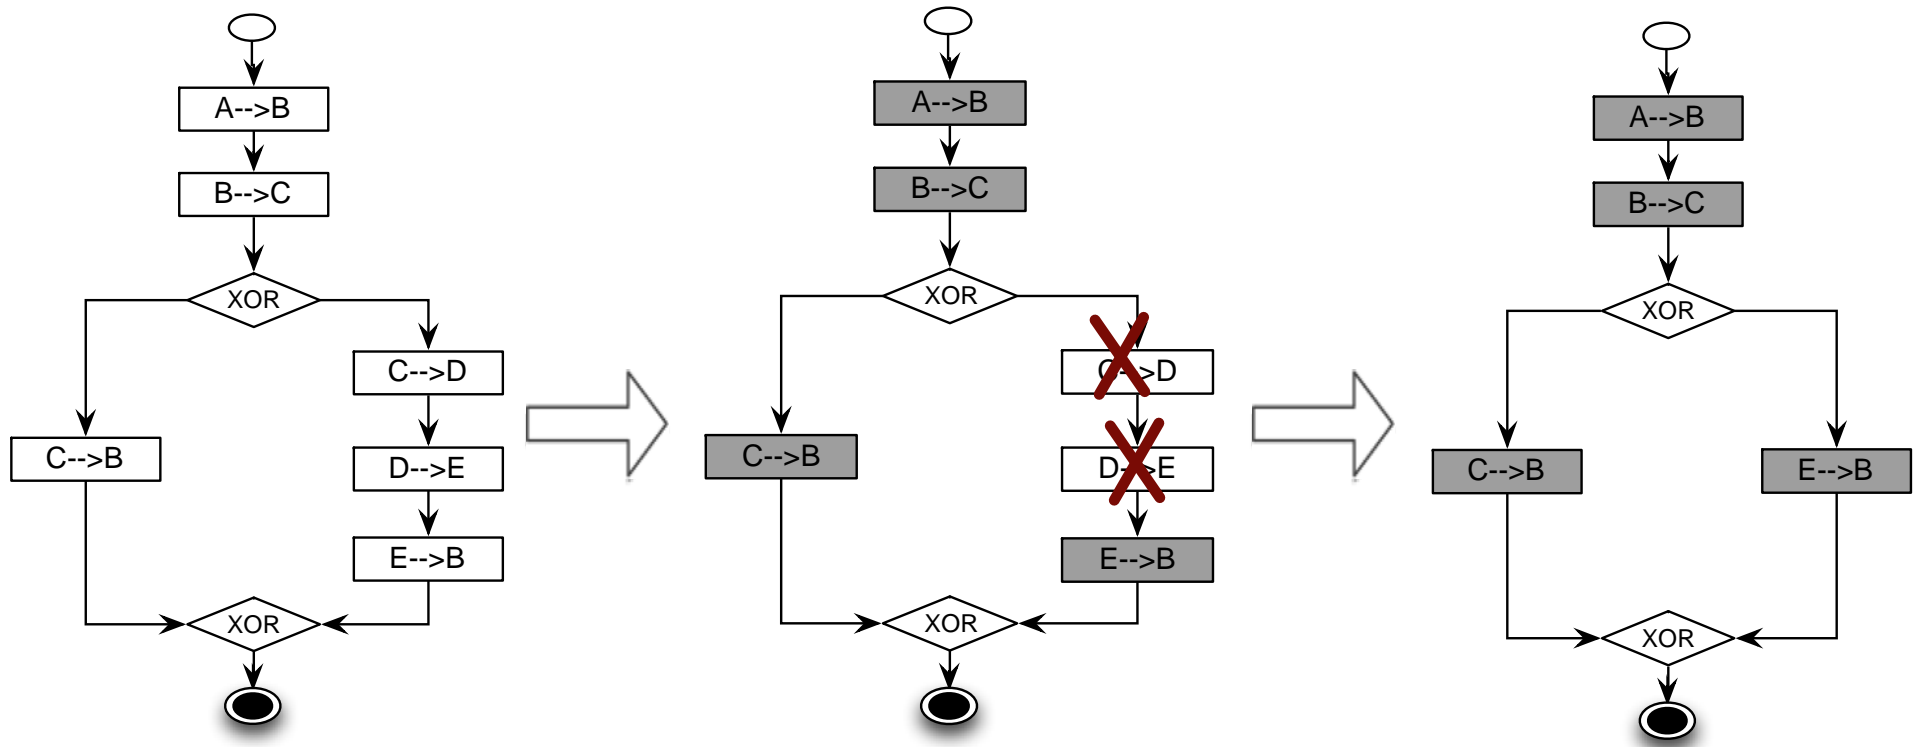 A-->B
B-->C
XOR
C-->D
C-->B
D-->E
E-->B
XOR
A-->B
B-->C
XOR
C-->D
C-->B
D-->E
E-->B
XOR
A-->B
B-->C
XOR
C-->B
E-->B
XOR